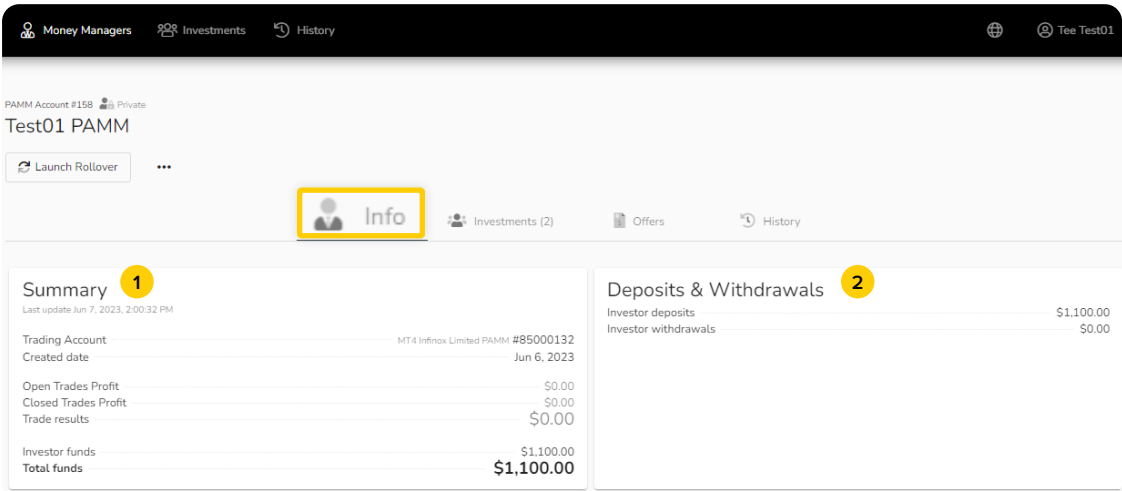 Money Managers Investments History Tee Test01
PAMM Account #158 Private
Test01 PAMM
Launch Rollover •••
Info Investments (2) Offers History
Summary 1
Last update Jun 7, 2023, 2:00:32 PM
Trading Account MT4 Infinox Limited PAMM #85000132
Created date Jun 6, 2023
Open Trades Profit $0.00
Closed Trades Profit $0.00
Trade results $0.00
Investor funds $1,100.00
Total funds $1,100.00
Deposits & Withdrawals 2
Investor deposits $1,100.00
Investor withdrawals $0.00